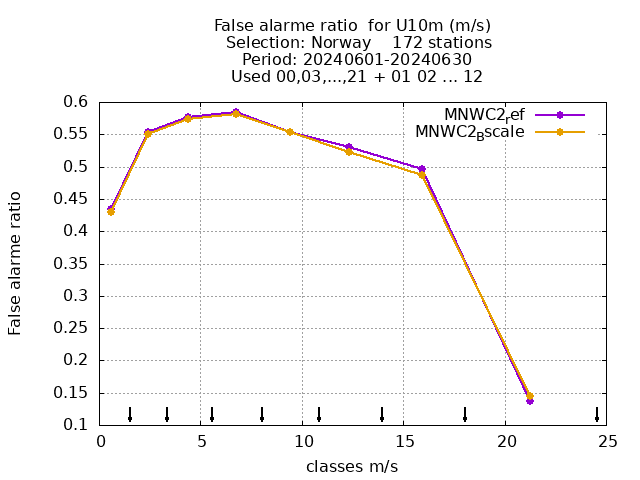 False alarme ratio  for U10m (m/s)
Selection: Norway    172 stations
Period: 20240601-20240630
Used 00,03,...,21 + 01 02 ... 12
MNWC2ref
MNWC2Bscale
False alarme ratio
0.6
0.55
0.5
0.45
0.4
0.35
0.3
0.25
0.2
0.15
0.1
0 5 10 15 20 25
classes m/s